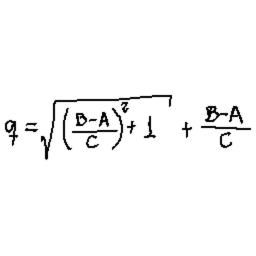 q = √((B-A)/C)² + 1) + (B-A)/C